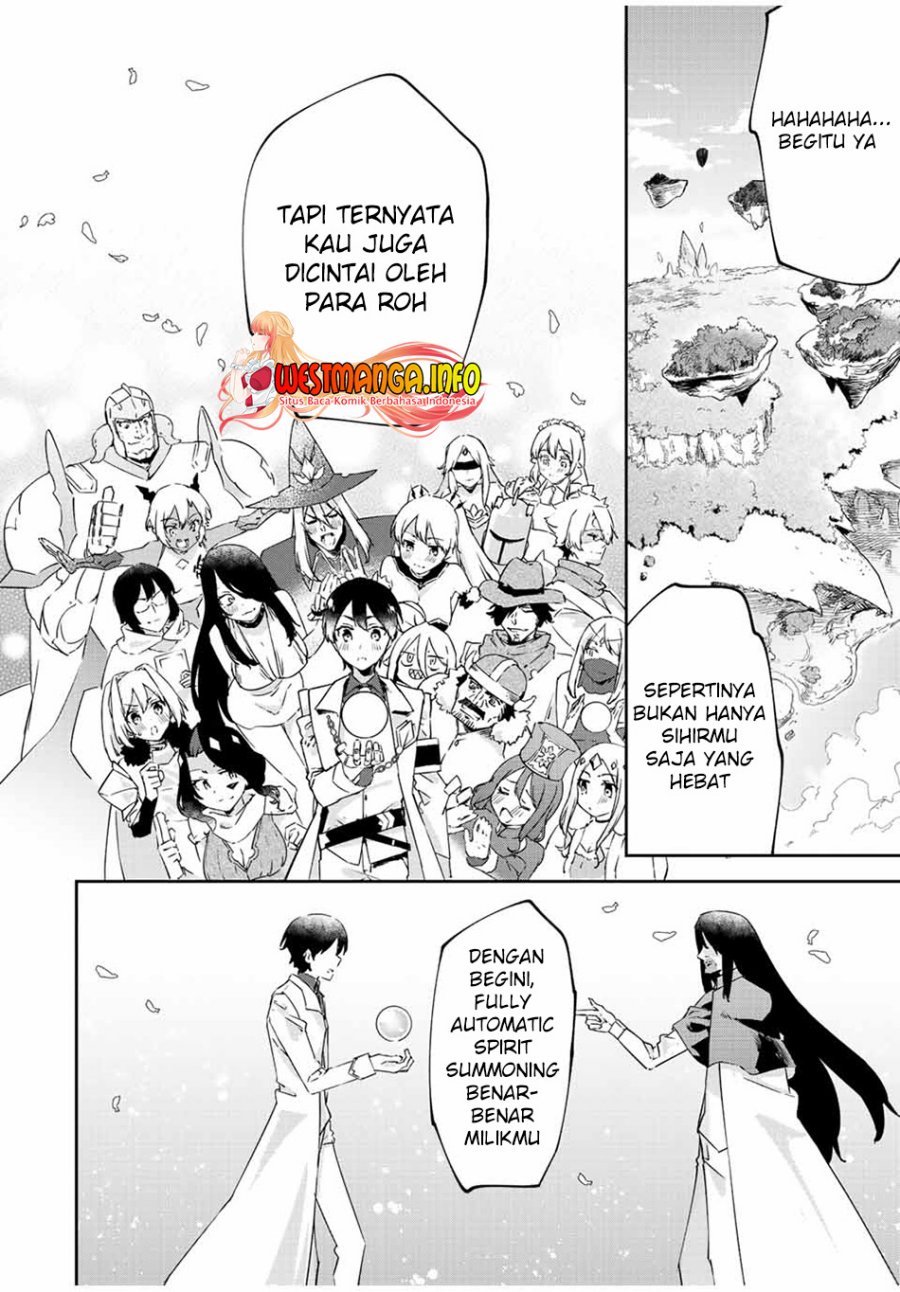 HAHAHAHA...
BEGITU YA
SEPERTINYA
BUKAN HANYA
SIHIRMU
SAJA YANG
HEBAT
TAPI TERNYATA
KAU JUGA
DICINTAI OLEH
PARA ROH
WESTMANGA.INFO
Situs Baca Komik Berbahasa Indonesia
DENGAN
BEGINI,
FULLY
AUTOMATIC
SPIRIT
SUMMONING
BENAR-
BENAR
MILIKMU